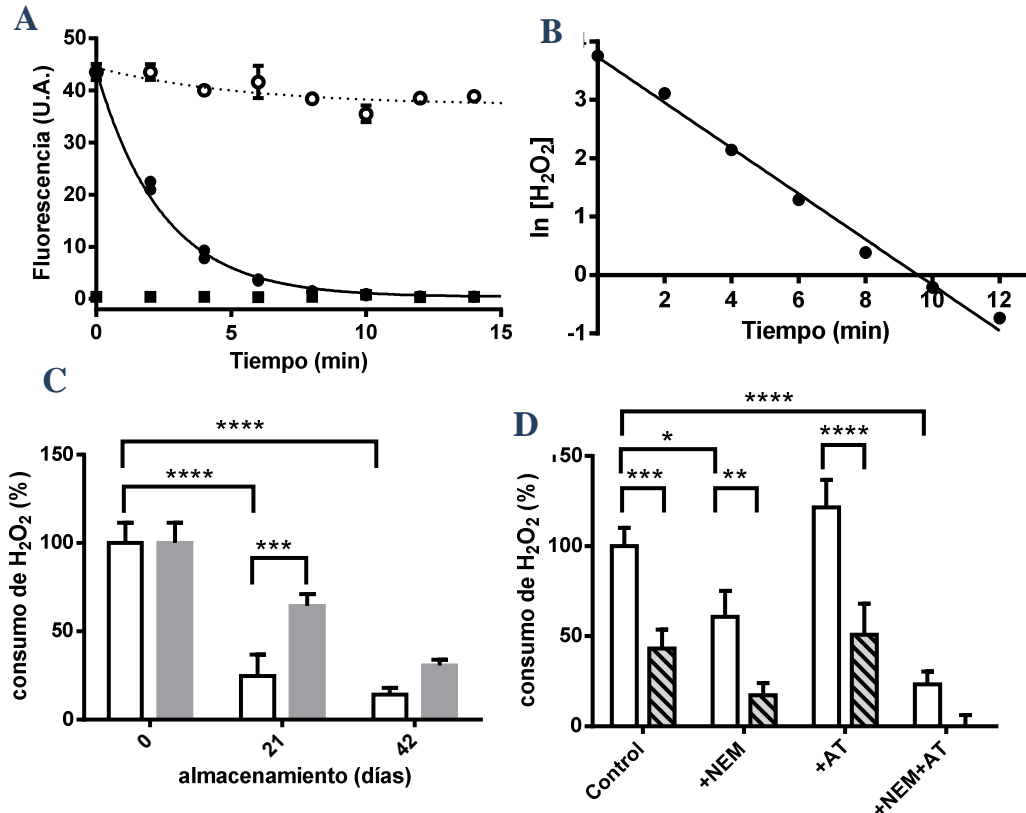 A
50
40
30
20
10
0
Fluorescencia (U.A.)
0 5 10 15
Tiempo (min)
B
3
2
1
0
-1
ln [H₂O₂]
2 4 6 8 10 12
Tiempo (min)
C
****
****
***
150
100
50
0
consumo de H₂O₂ (%)
0 21 42
almacenamiento (días)
D
****
*
****
***
**
150
100
50
0
consumo de H₂O₂ (%)
Control +NEM +AT +NEM+AT